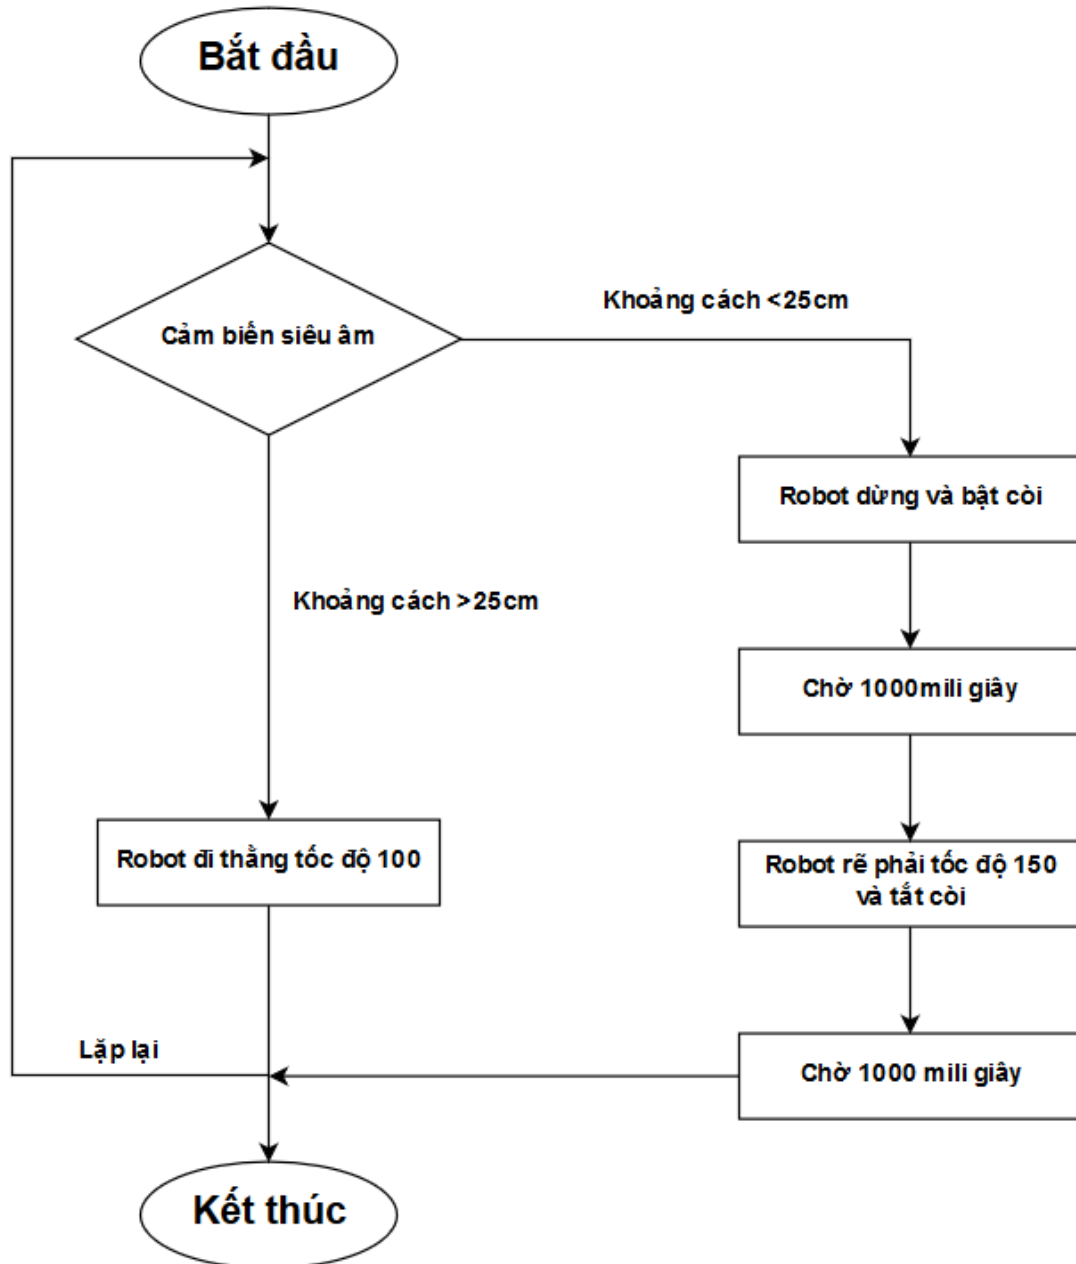 Bắt đầu
Cảm biến siêu âm
Khoảng cách <25cm
Robot dừng và bật còi
Khoảng cách >25cm
Chờ 1000mili giây
Robot đi thẳng tốc độ 100
Robot rẽ phải tốc độ 150
và tắt còi
Lặp lại
Chờ 1000 mili giây
Kết thúc